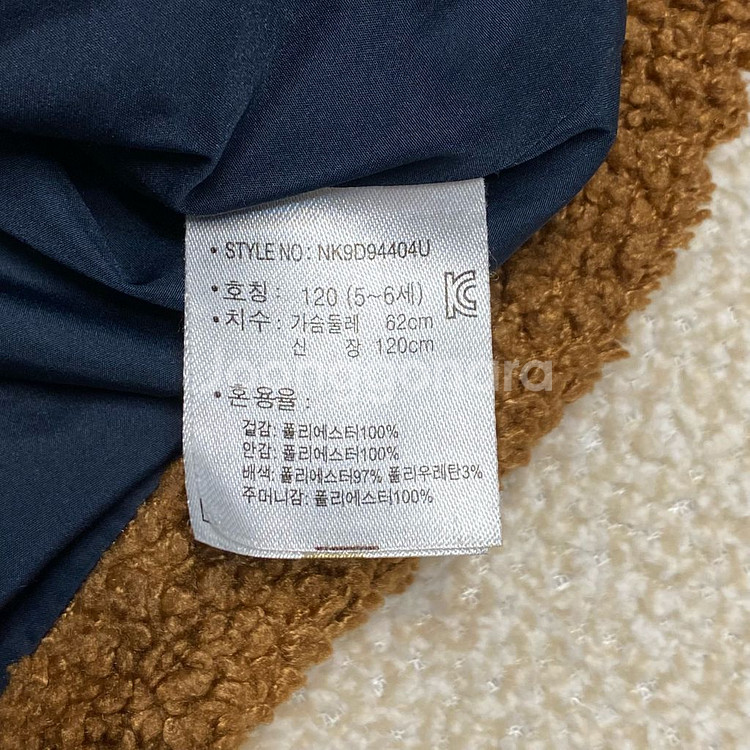 • STYLE NO : NK9D94404U
• 호칭 : 120 (5~6세)
• 치수 : 가슴둘레 62cm
신 장 120cm
Joonggonara
• 혼용율 :
겉감: 폴리에스터100%
안감: 폴리에스터100%
배색: 폴리에스터97% 폴리우레탄3%
주머니감: 폴리에스터100%